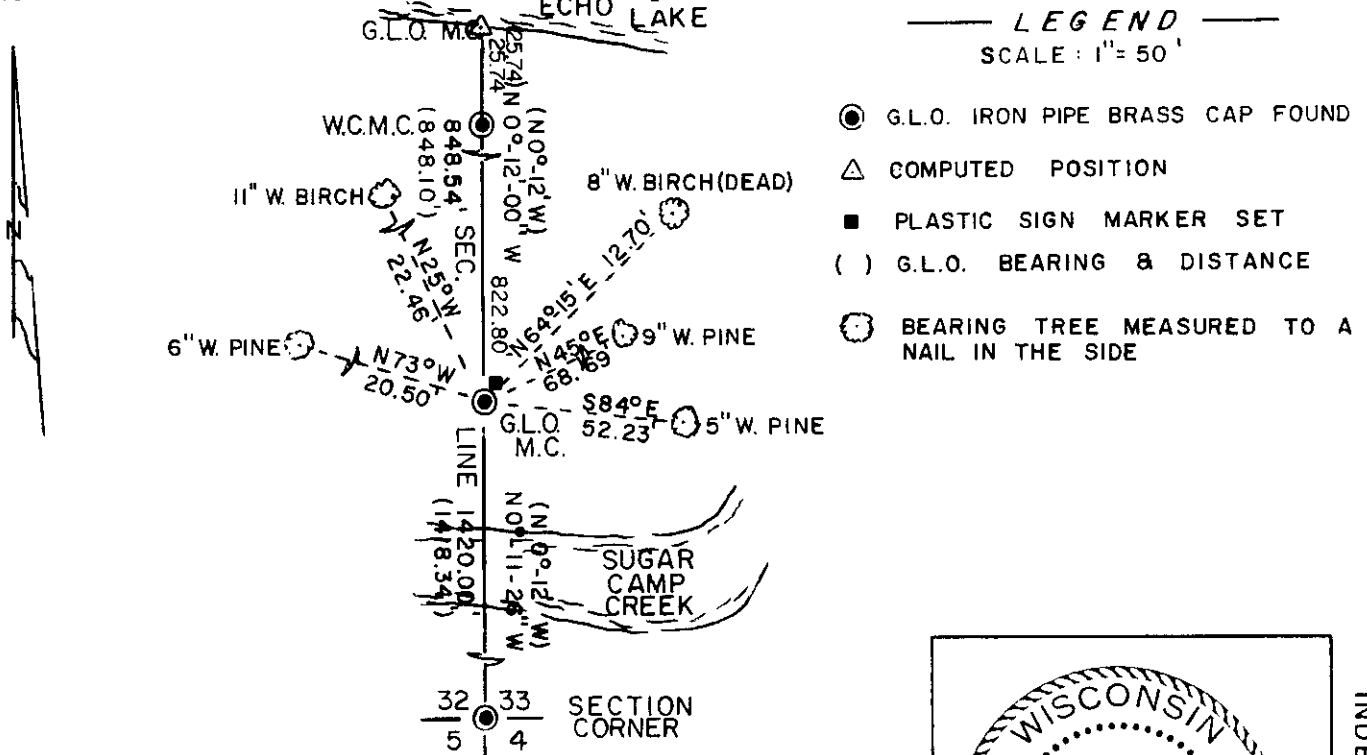 ECHO LAKE
G.L.O. M.C.
25.74
(25.74)
W.C.M.C.
N 0°-12'-00" W
(N 0°-12' W)
848.54'
(848.10')
SEC.
822.80'
11" W. BIRCH
N 25° W
22.46'
8" W. BIRCH (DEAD)
N 64°-15' E 12.70'
6" W. PINE
N 73° W
20.50'
N 45° E
68.69
9" W. PINE
S 84° E
52.23'
5" W. PINE
G.L.O.
M.C.
LINE
1420.00'
(1418.34')
(N 0°-12' W)
SUGAR
CAMP
CREEK
32 33
5 4
SECTION
CORNER
N
LEGEND
SCALE : 1"= 50'
G.L.O. IRON PIPE BRASS CAP FOUND
COMPUTED POSITION
PLASTIC SIGN MARKER SET
( ) G.L.O. BEARING & DISTANCE
BEARING TREE MEASURED TO A
NAIL IN THE SIDE
WISCONSIN